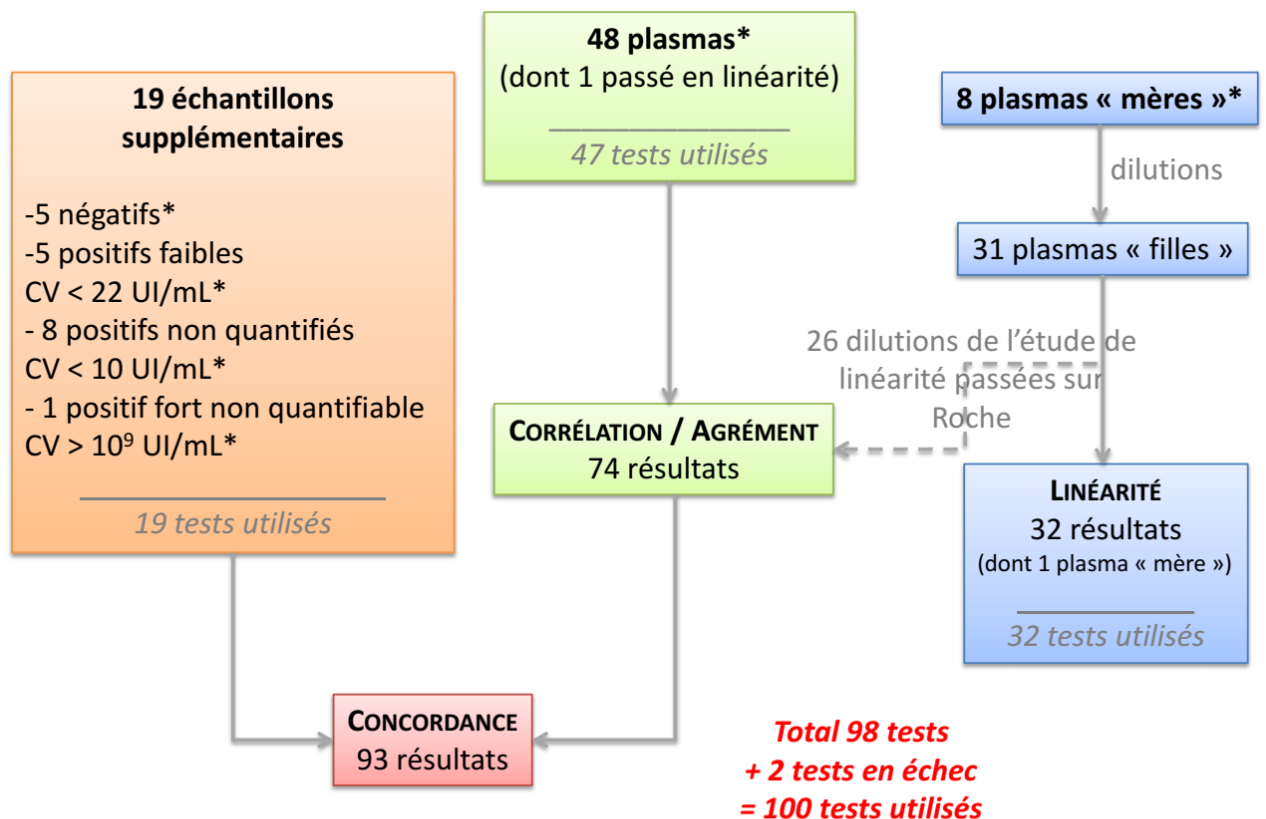 19 échantillons
supplémentaires
-5 négatifs*
-5 positifs faibles
CV < 22 UI/mL*
- 8 positifs non quantifiés
CV < 10 UI/mL*
- 1 positif fort non quantifiable
CV > 10⁹ UI/mL*
19 tests utilisés
48 plasmas*
(dont 1 passé en linéarité)
47 tests utilisés
8 plasmas « mères »*
dilutions
31 plasmas « filles »
26 dilutions de l’étude de
linéarité passées sur
Roche
CORRÉLATION / AGRÉMENT
74 résultats
LINÉARITÉ
32 résultats
(dont 1 plasma « mère »)
32 tests utilisés
CONCORDANCE
93 résultats
Total 98 tests
+ 2 tests en échec
= 100 tests utilisés